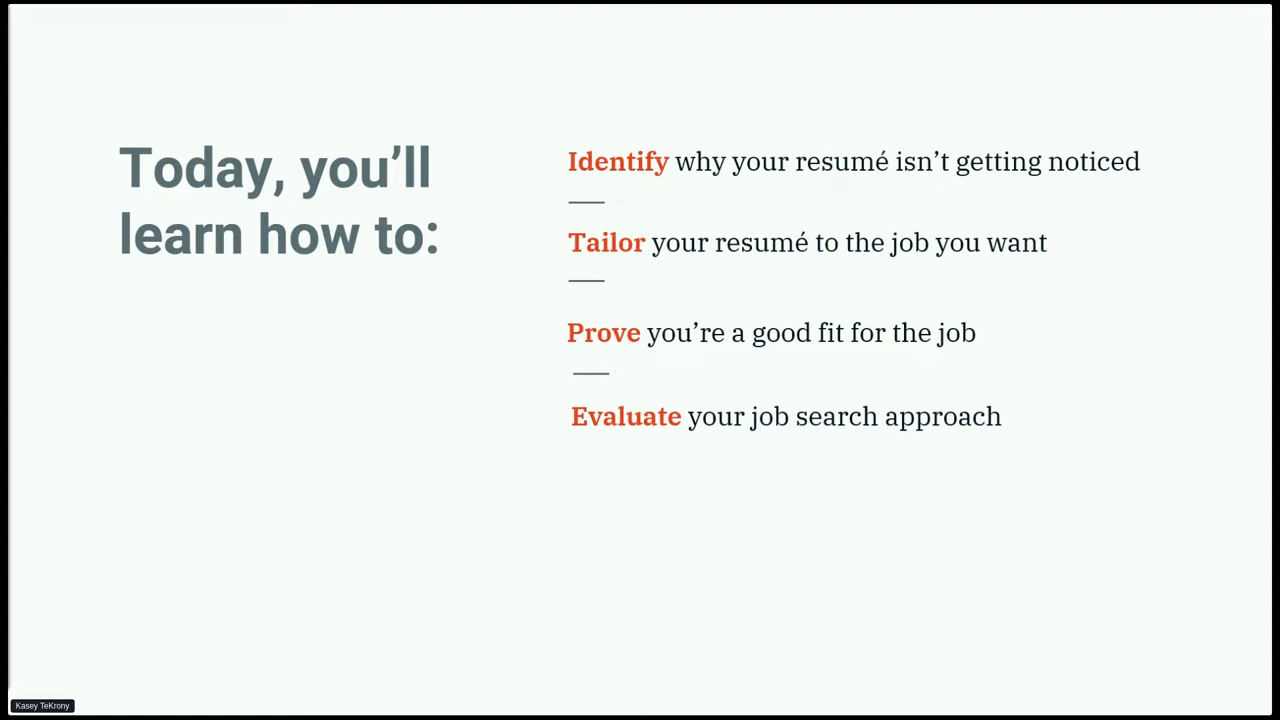 Today, you’ll
learn how to:
Identify why your resumé isn’t getting noticed
Tailor your resumé to the job you want
Prove you’re a good fit for the job
Evaluate your job search approach
Kasey TeKrony